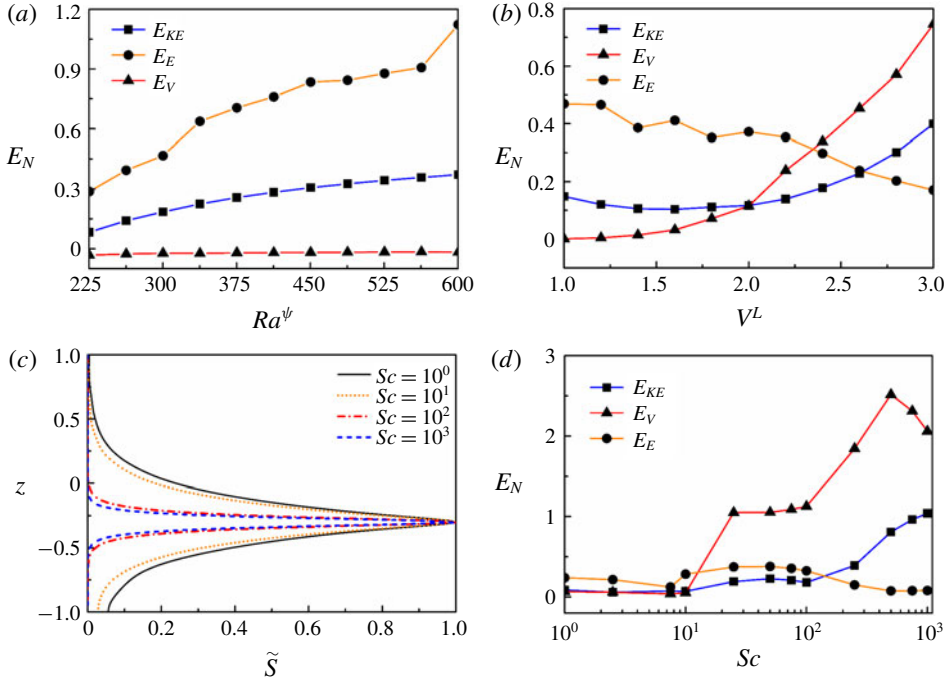 (a)
1.2
0.9
0.6
0.3
0
E_N
E_KE
E_E
E_V
225 300 375 450 525 600
Ra^ψ
(b)
0.8
0.6
0.4
0.2
0
E_N
E_KE
E_V
E_E
1.0 1.5 2.0 2.5 3.0
V^L
(c)
1.0
0.5
0
−0.5
−1.0
z
Sc = 10^0
Sc = 10^1
Sc = 10^2
Sc = 10^3
0 0.2 0.4 0.6 0.8 1.0
S̃
(d)
3
2
1
0
E_N
E_KE
E_V
E_E
10^0 10^1 10^2 10^3
Sc